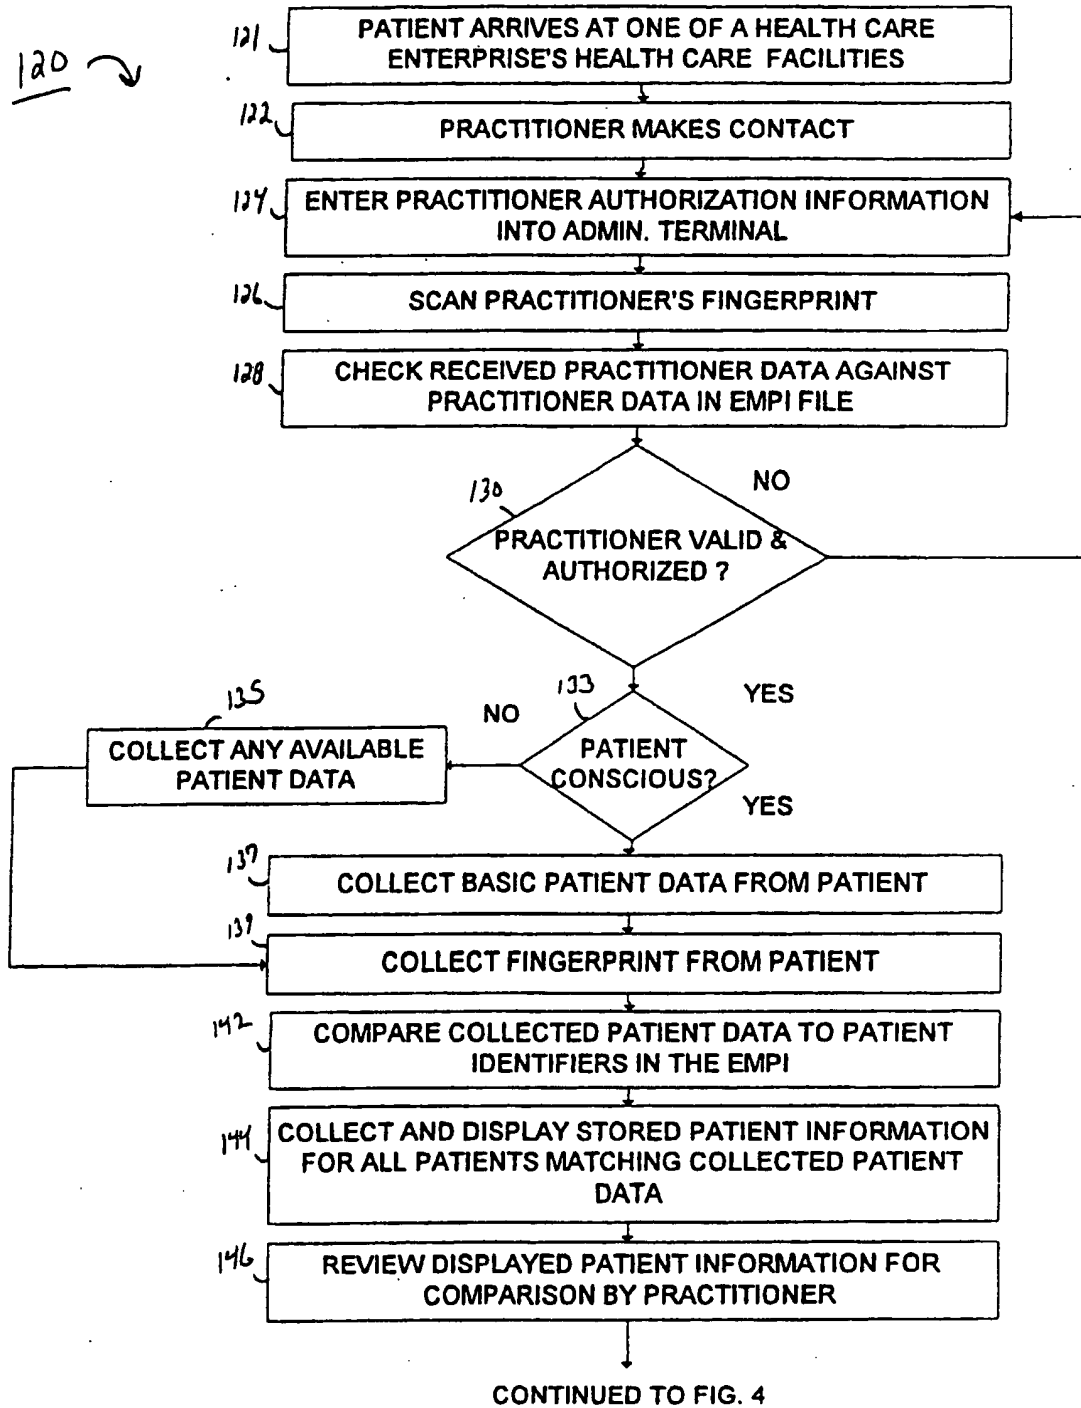 120
121
PATIENT ARRIVES AT ONE OF A HEALTH CARE
ENTERPRISE'S HEALTH CARE FACILITIES
122
PRACTITIONER MAKES CONTACT
124
ENTER PRACTITIONER AUTHORIZATION INFORMATION
INTO ADMIN. TERMINAL
126
SCAN PRACTITIONER'S FINGERPRINT
128
CHECK RECEIVED PRACTITIONER DATA AGAINST
PRACTITIONER DATA IN EMPI FILE
130
NO
PRACTITIONER VALID &
AUTHORIZED ?
YES
133
NO
135
COLLECT ANY AVAILABLE
PATIENT DATA
PATIENT
CONSCIOUS?
YES
137
COLLECT BASIC PATIENT DATA FROM PATIENT
139
COLLECT FINGERPRINT FROM PATIENT
142
COMPARE COLLECTED PATIENT DATA TO PATIENT
IDENTIFIERS IN THE EMPI
144
COLLECT AND DISPLAY STORED PATIENT INFORMATION
FOR ALL PATIENTS MATCHING COLLECTED PATIENT
DATA
146
REVIEW DISPLAYED PATIENT INFORMATION FOR
COMPARISON BY PRACTITIONER
CONTINUED TO FIG. 4